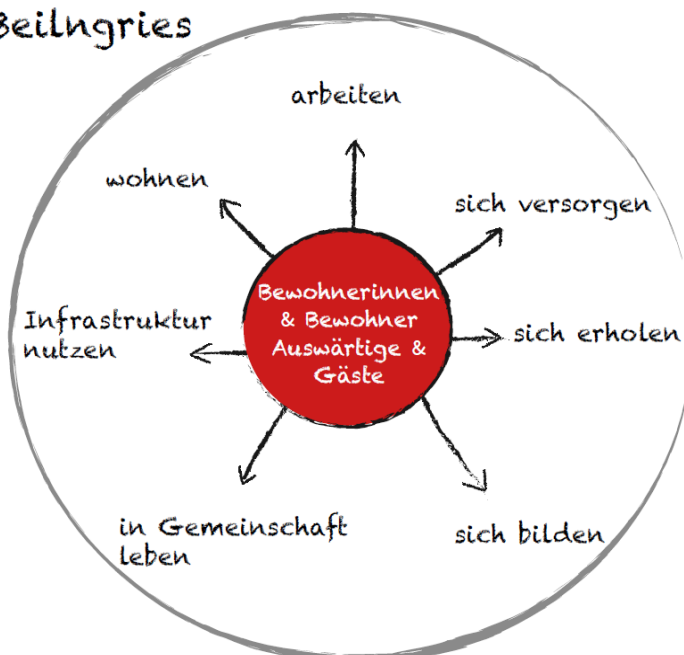 Beilngries
arbeiten
wohnen
sich versorgen
Bewohnerinnen
& Bewohner
Auswärtige &
Gäste
Infrastruktur
nutzen
sich erholen
in Gemeinschaft
leben
sich bilden